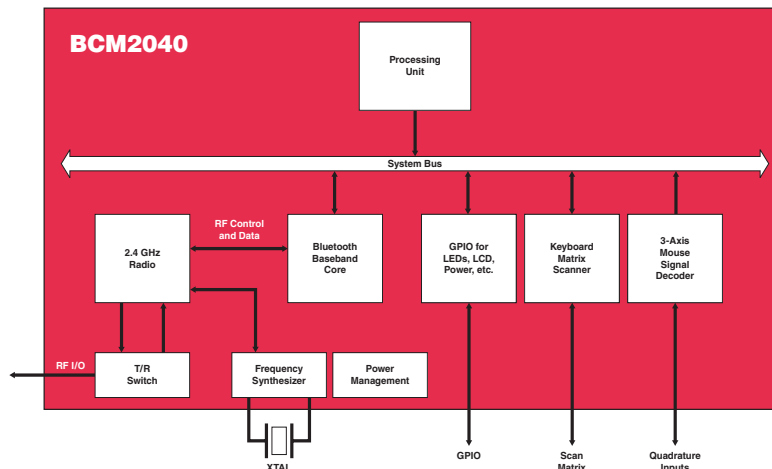 BCM2040
Processing
Unit
System Bus
2.4 GHz
Radio
RF Control
and Data
Bluetooth
Baseband
Core
GPIO for
LEDs, LCD,
Power, etc.
Keyboard
Matrix
Scanner
3-Axis
Mouse
Signal
Decoder
RF I/O
T/R
Switch
Frequency
Synthesizer
Power
Management
XTAL
GPIO
Scan
Matrix
Quadrature
Inputs